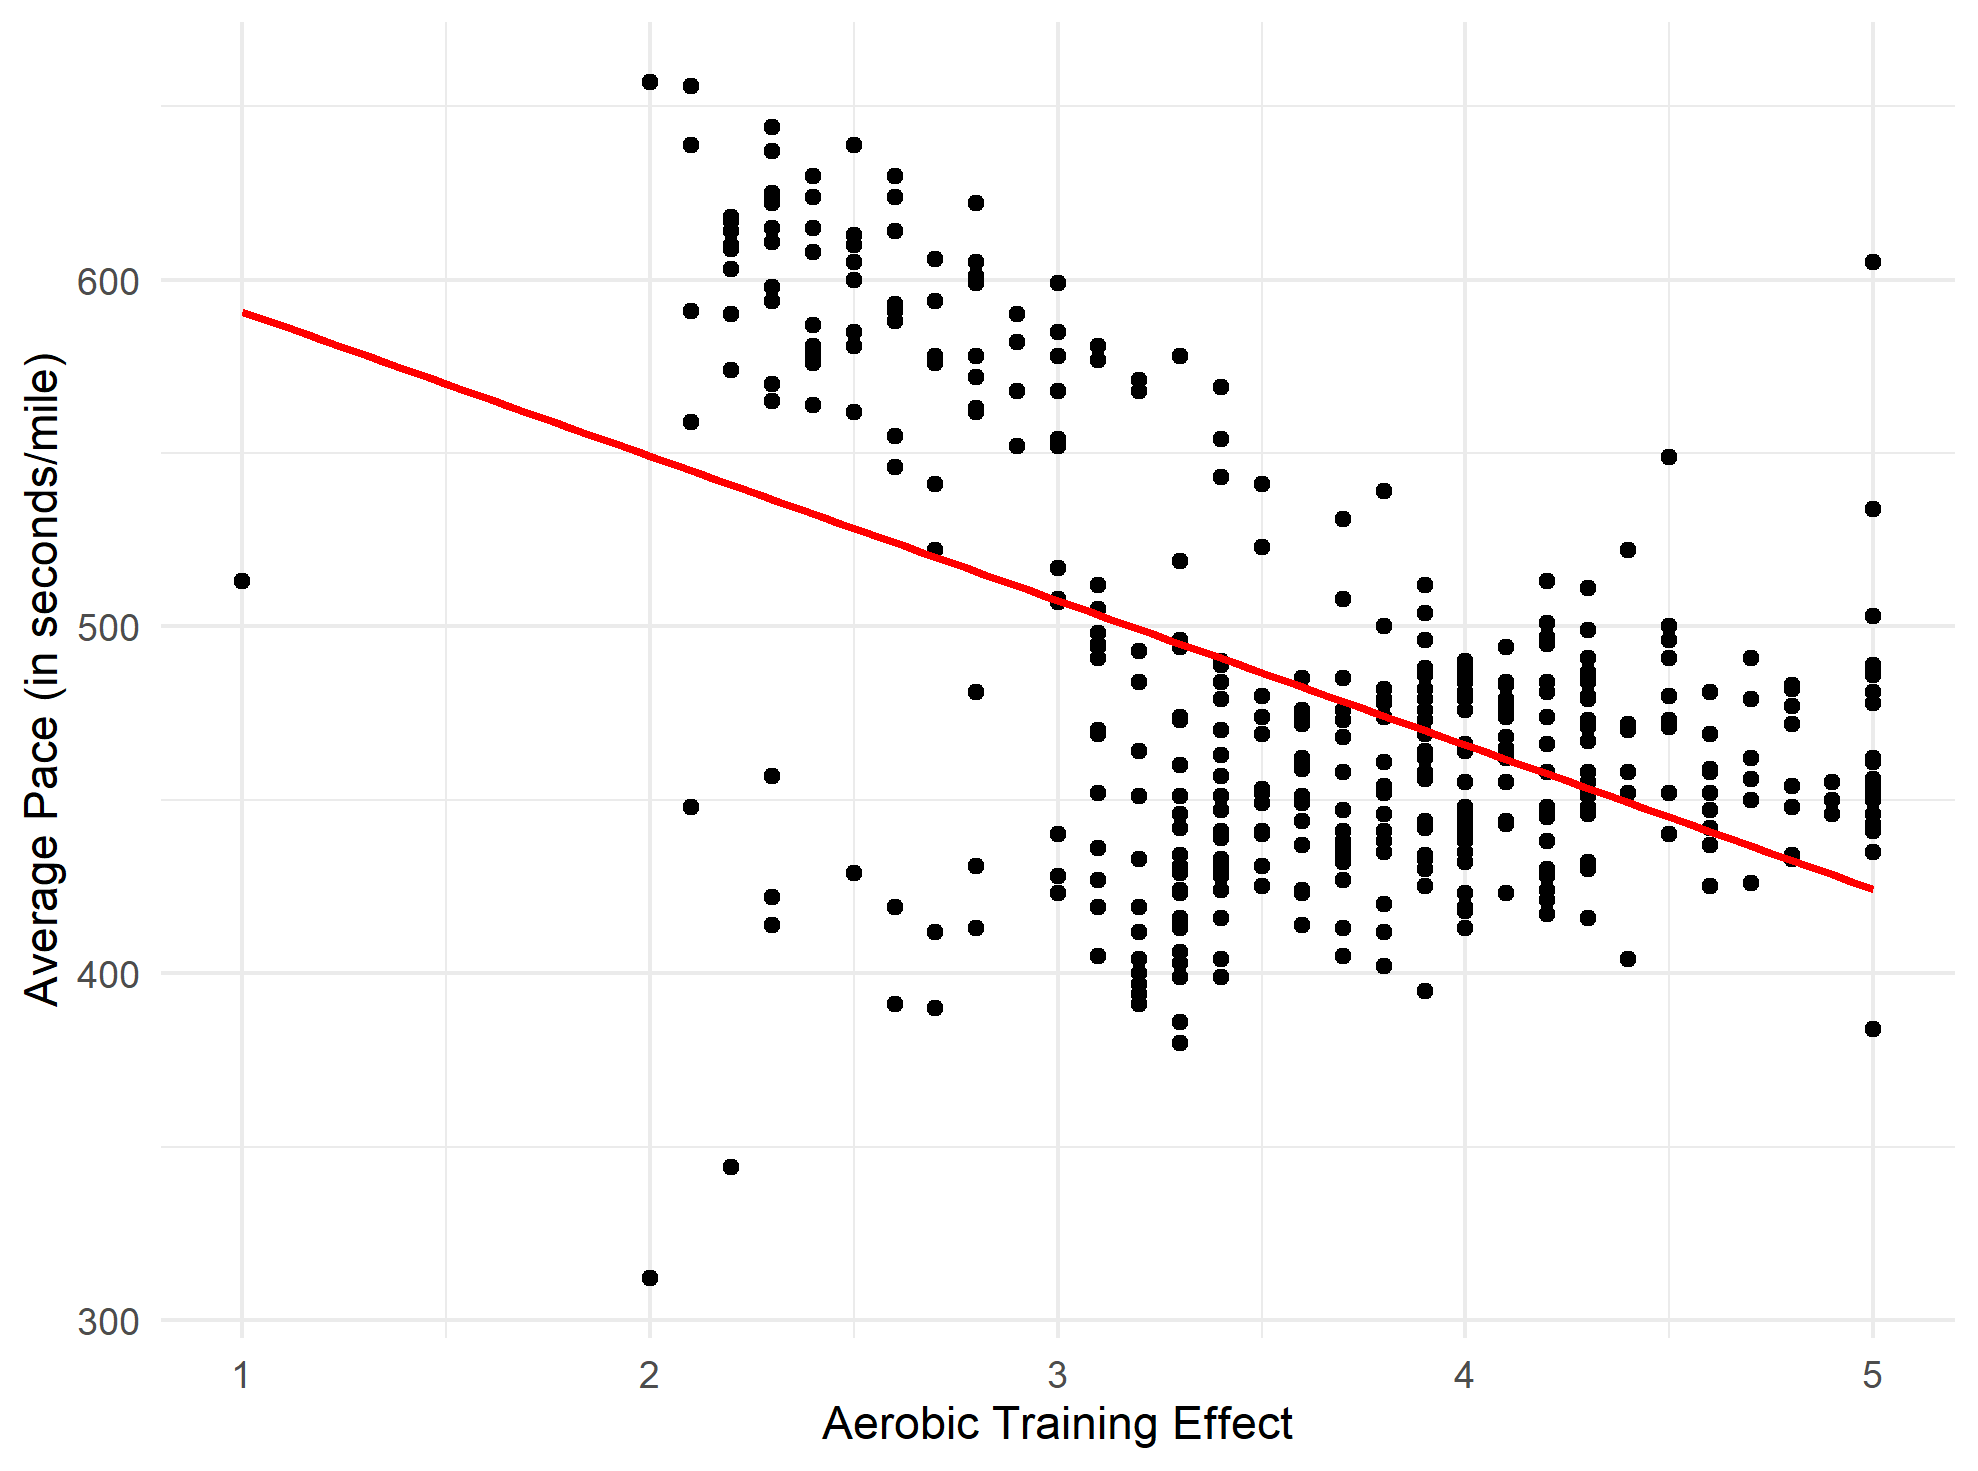 Average Pace (in seconds/mile)
600
500
400
300
1 2 3 4 5
Aerobic Training Effect